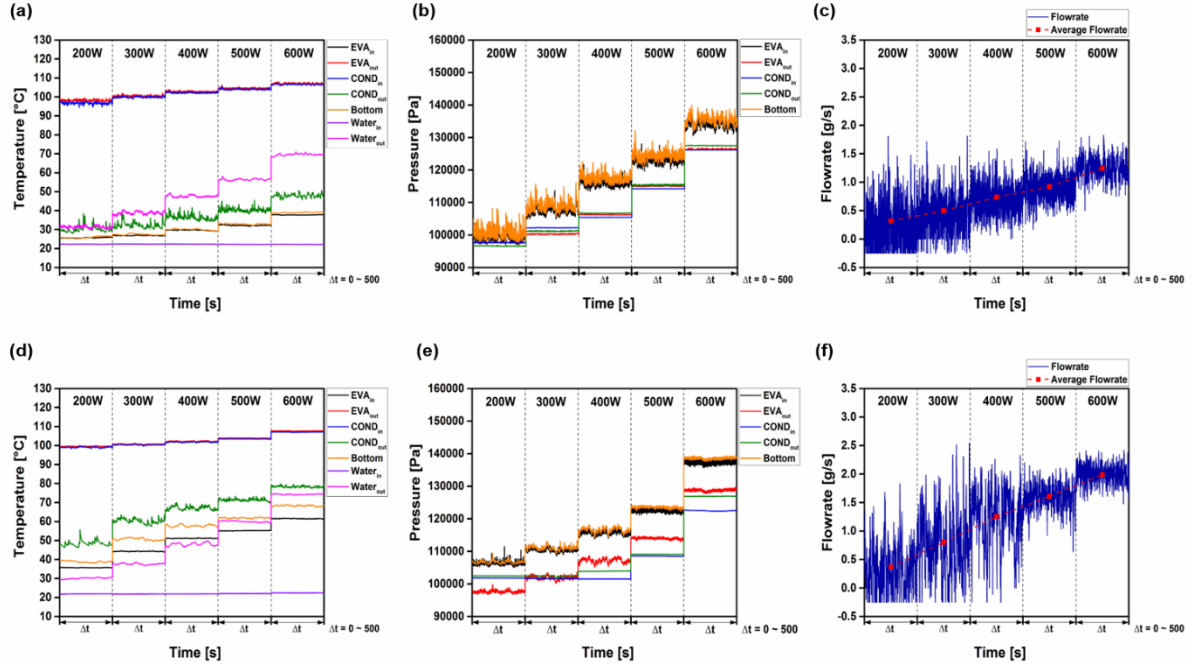 (a)
200W 300W 400W 500W 600W
130
120
110
100
90
80
70
60
50
40
30
20
10
Temperature [°C]
EVAin
EVAout
CONDin
CONDout
Bottom
Waterin
Waterout
Δt Δt Δt Δt Δt
Δt = 0 ~ 500
Time [s]
(b)
200W 300W 400W 500W 600W
160000
150000
140000
130000
120000
110000
100000
90000
Pressure [Pa]
EVAin
EVAout
CONDin
CONDout
Bottom
Δt Δt Δt Δt Δt
Δt = 0 ~ 500
Time [s]
(c)
Flowrate
Average Flowrate
200W 300W 400W 500W 600W
3.5
3.0
2.5
2.0
1.5
1.0
0.5
0.0
-0.5
Flowrate [g/s]
Δt Δt Δt Δt Δt
Δt = 0 ~ 500
Time [s]
(d)
200W 300W 400W 500W 600W
130
120
110
100
90
80
70
60
50
40
30
20
10
Temperature [°C]
EVAin
EVAout
CONDin
CONDout
Bottom
Waterin
Waterout
Δt Δt Δt Δt Δt
Δt = 0 ~ 500
Time [s]
(e)
200W 300W 400W 500W 600W
160000
150000
140000
130000
120000
110000
100000
90000
Pressure [Pa]
EVAin
EVAout
CONDin
CONDout
Bottom
Δt Δt Δt Δt Δt
Δt = 0 ~ 500
Time [s]
(f)
Flowrate
Average Flowrate
200W 300W 400W 500W 600W
3.5
3.0
2.5
2.0
1.5
1.0
0.5
0.0
-0.5
Flowrate [g/s]
Δt Δt Δt Δt Δt
Δt = 0 ~ 500
Time [s]